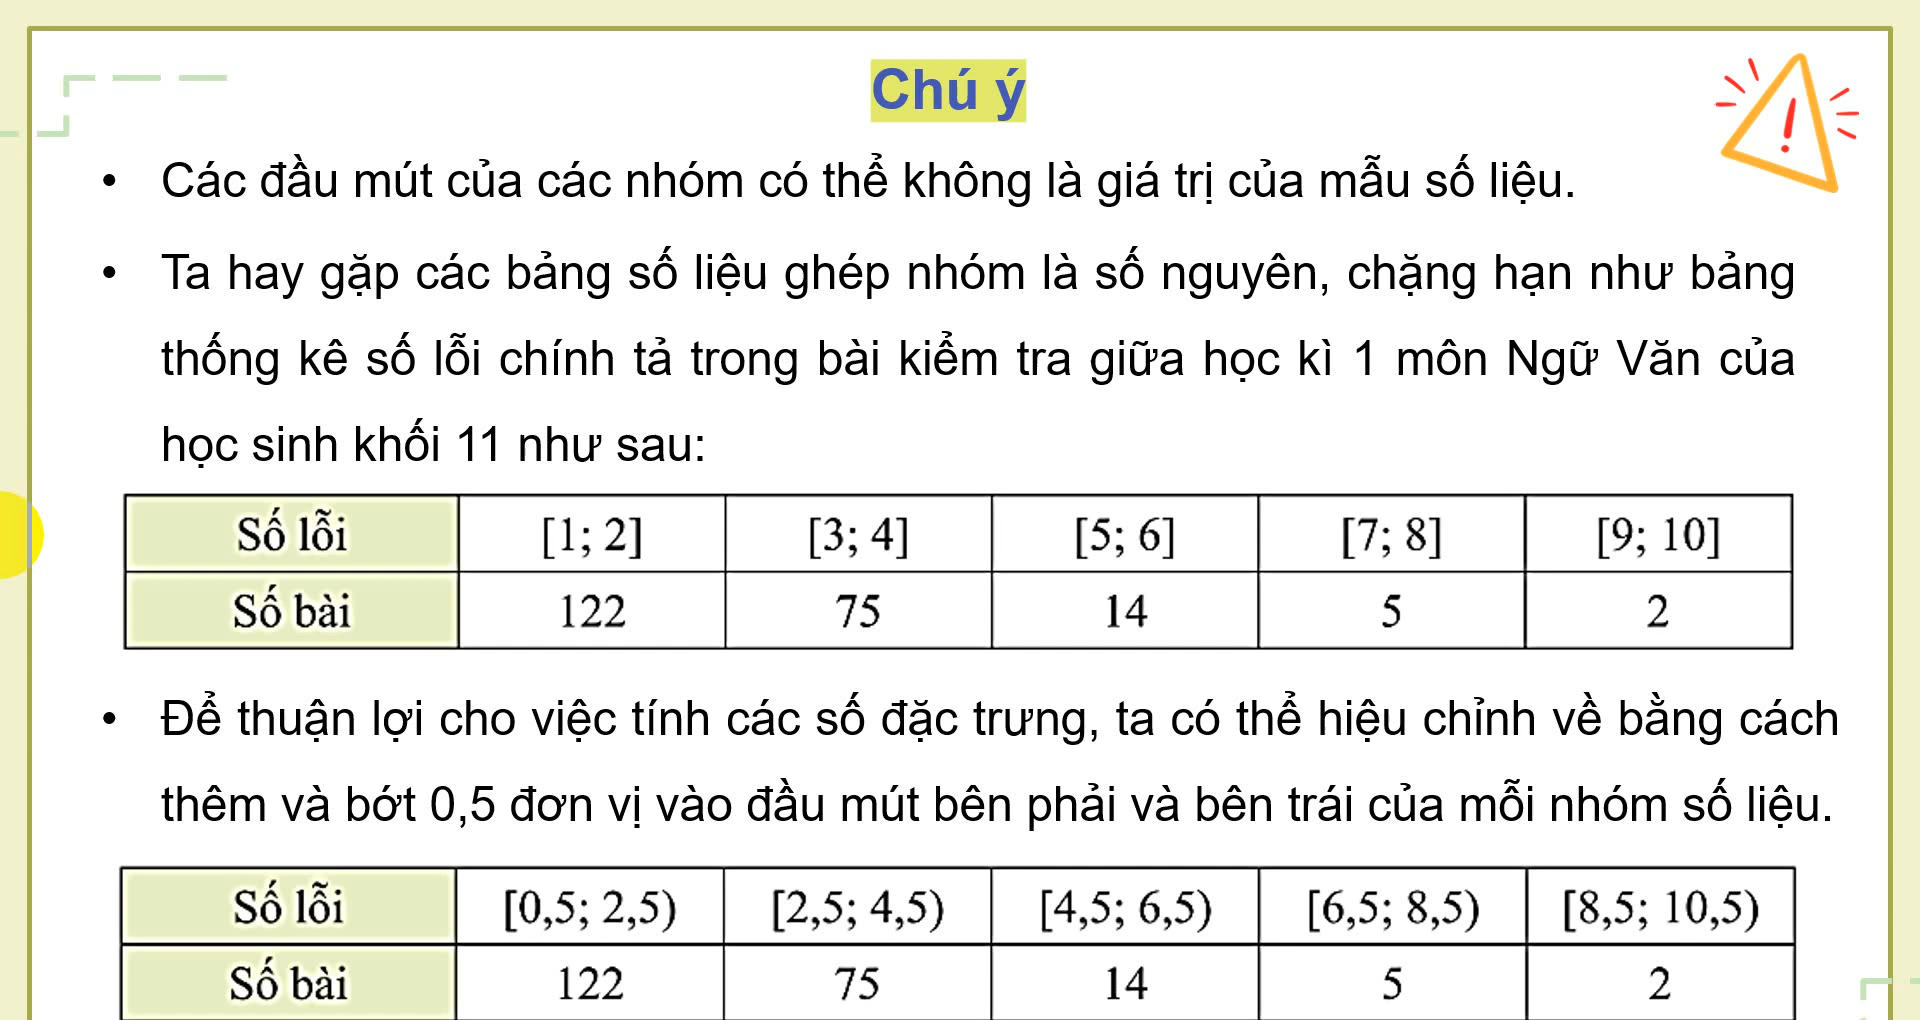 Chú ý
• Các đầu mút của các nhóm có thể không là giá trị của mẫu số liệu.
• Ta hay gặp các bảng số liệu ghép nhóm là số nguyên, chặng hạn như bảng
thống kê số lỗi chính tả trong bài kiểm tra giữa học kì 1 môn Ngữ Văn của
học sinh khối 11 như sau:
Số lỗi [1; 2] [3; 4] [5; 6] [7; 8] [9; 10]
Số bài 122 75 14 5 2
• Để thuận lợi cho việc tính các số đặc trưng, ta có thể hiệu chỉnh về bằng cách
thêm và bớt 0,5 đơn vị vào đầu mút bên phải và bên trái của mỗi nhóm số liệu.
Số lỗi [0,5; 2,5) [2,5; 4,5) [4,5; 6,5) [6,5; 8,5) [8,5; 10,5)
Số bài 122 75 14 5 2